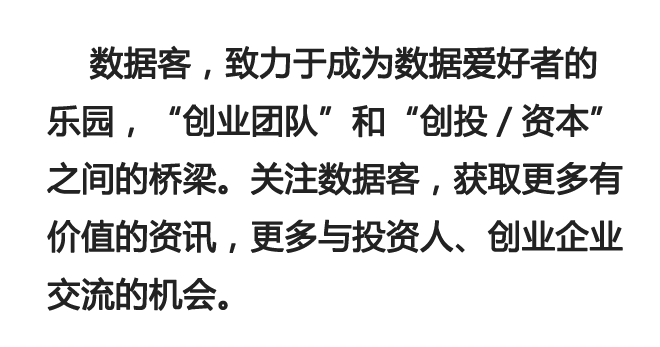 数据客，致力于成为数据爱好者的
乐园，“创业团队”和“创投／资本”
之间的桥梁。关注数据客，获取更多有
价值的资讯，更多与投资人、创业企业
交流的机会。